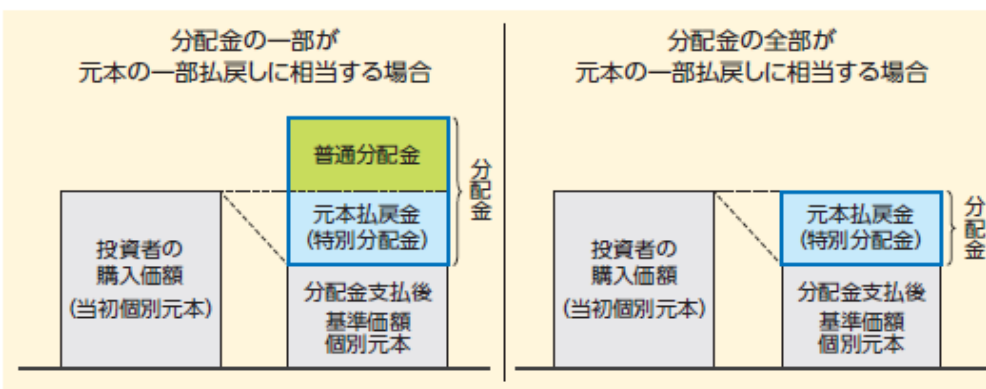 分配金の一部が
元本の一部払戻しに相当する場合
普通分配金
元本払戻金
(特別分配金)
分配金
投資者の
購入価額
(当初個別元本)
分配金支払後
基準価額
個別元本
分配金の全部が
元本の一部払戻しに相当する場合
元本払戻金
(特別分配金)
分配金
投資者の
購入価額
(当初個別元本)
分配金支払後
基準価額
個別元本